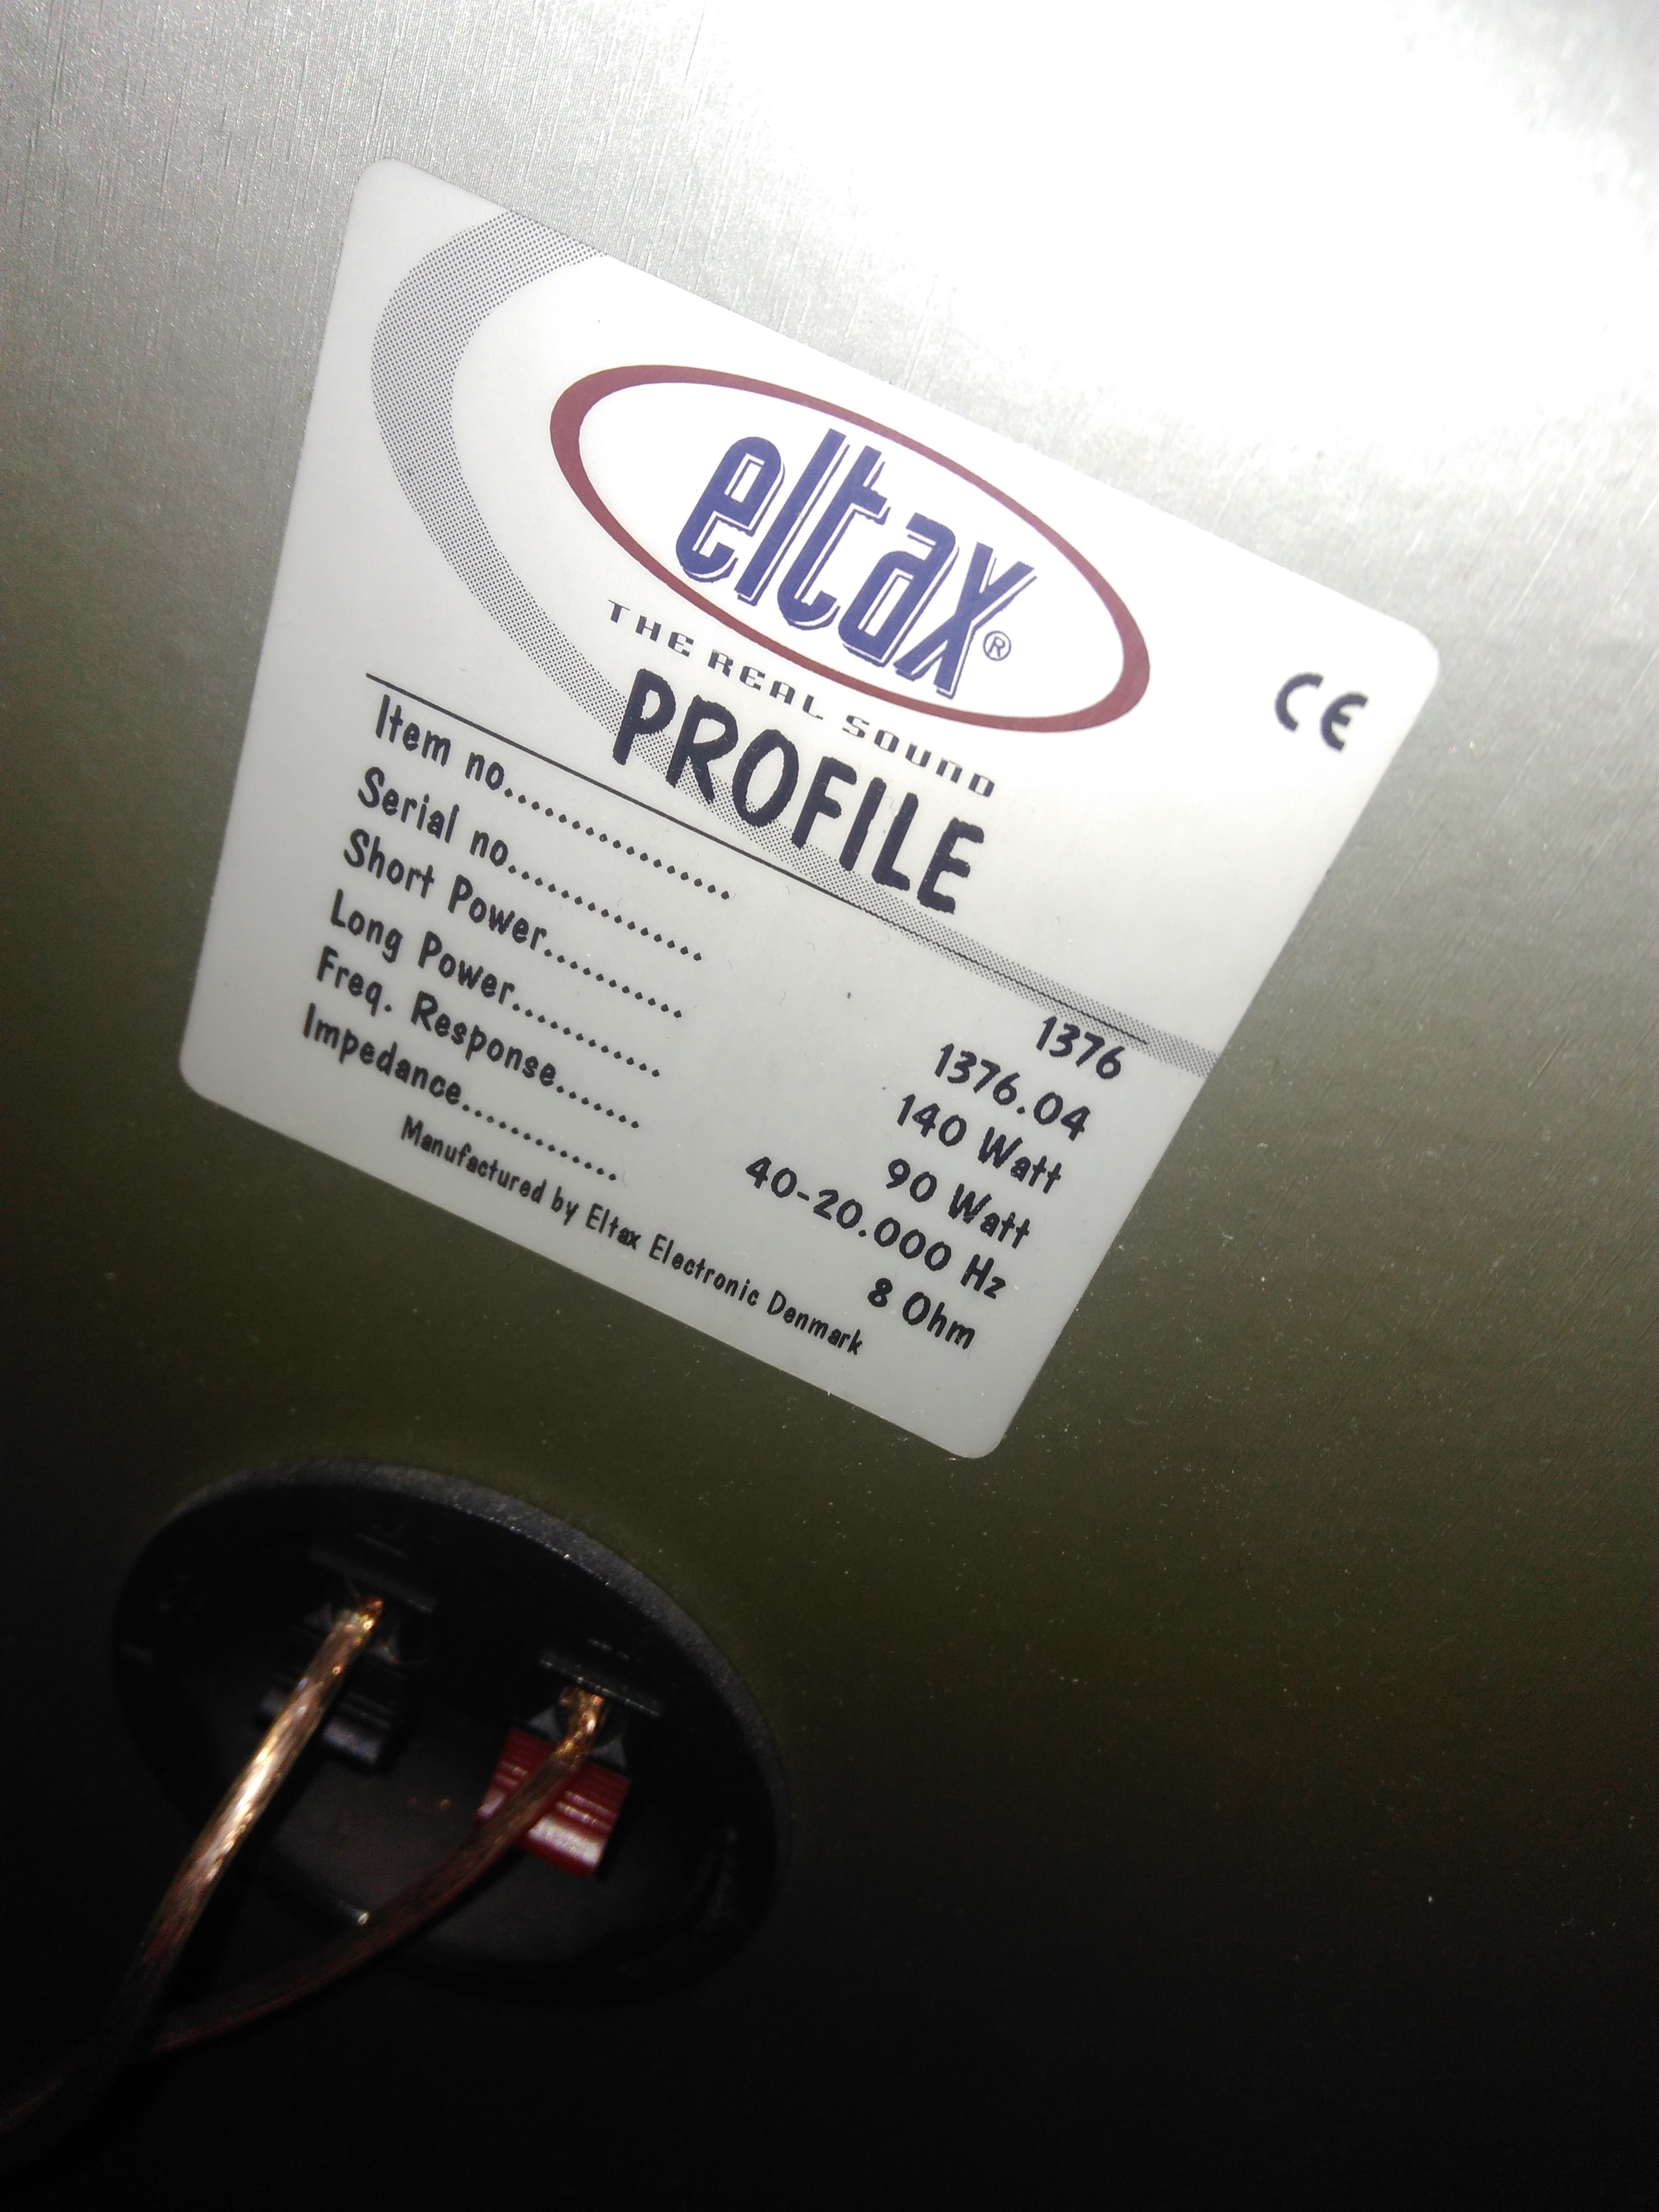 eltax®
THE REAL SOUND
CE
PROFILE
Item no.................. 1376
Serial no............... 1376.04
Short Power........... 140 Watt
Long Power............ 90 Watt
Freq. Response....... 40-20.000 Hz
Impedance............. 8 Ohm
Manufactured by Eltax Electronic Denmark